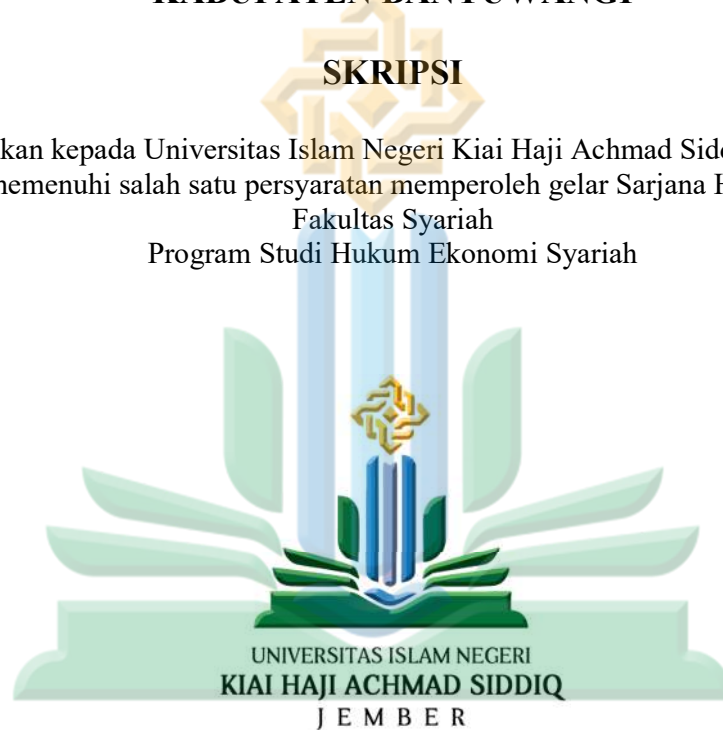 SKRIPSI
kan kepada Universitas Islam Negeri Kiai Haji Achmad
memenuhi salah satu persyaratan memperoleh gelar Sarjana
Fakultas Syariah
Program Studi Hukum Ekonomi Syariah
UNIVERSITAS ISLAM NEGERI
KIAI HAJI ACHMAD SIDDIQ
JEMBER